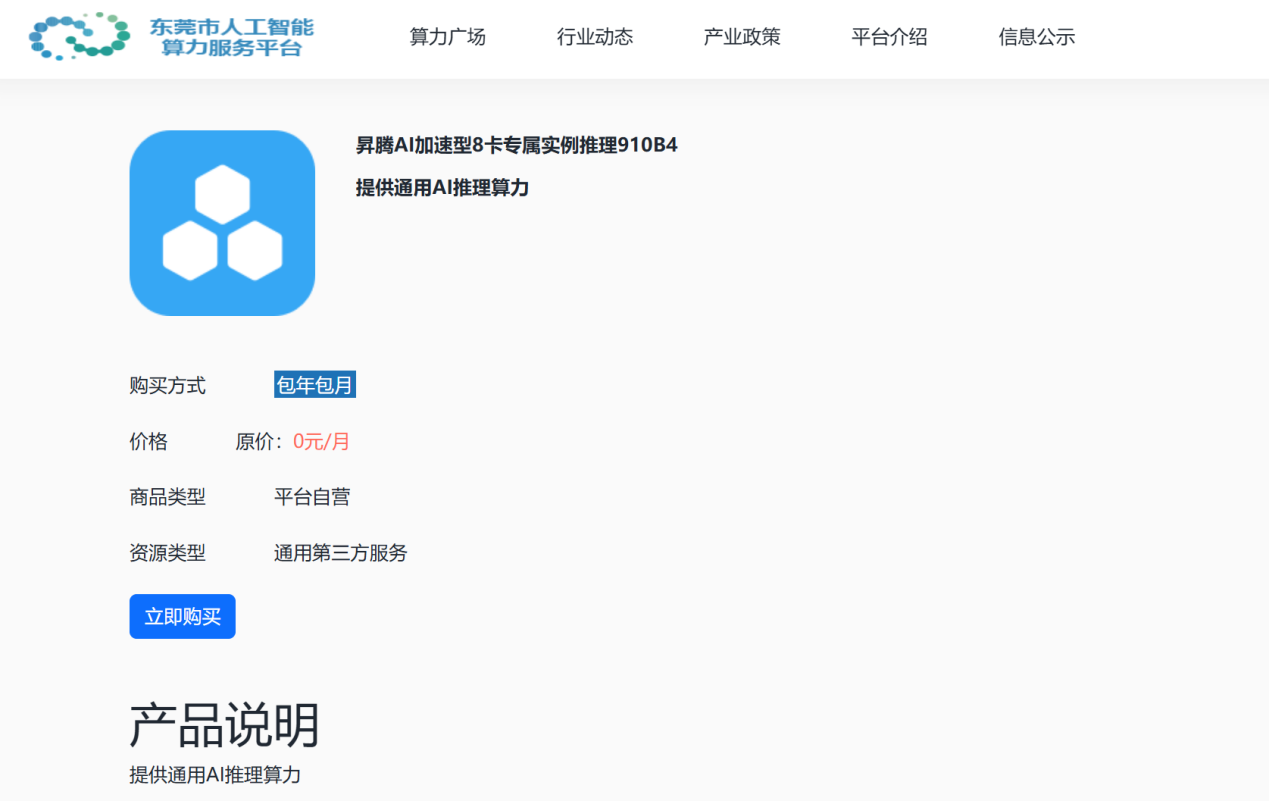 东莞市人工智能
算力服务平台
算力广场 行业动态 产业政策 平台介绍 信息公示
昇腾AI加速型8卡专属实例推理910B4
提供通用AI推理算力
购买方式 包年包月
价格 原价：0元/月
商品类型 平台自营
资源类型 通用第三方服务
立即购买
产品说明
提供通用AI推理算力